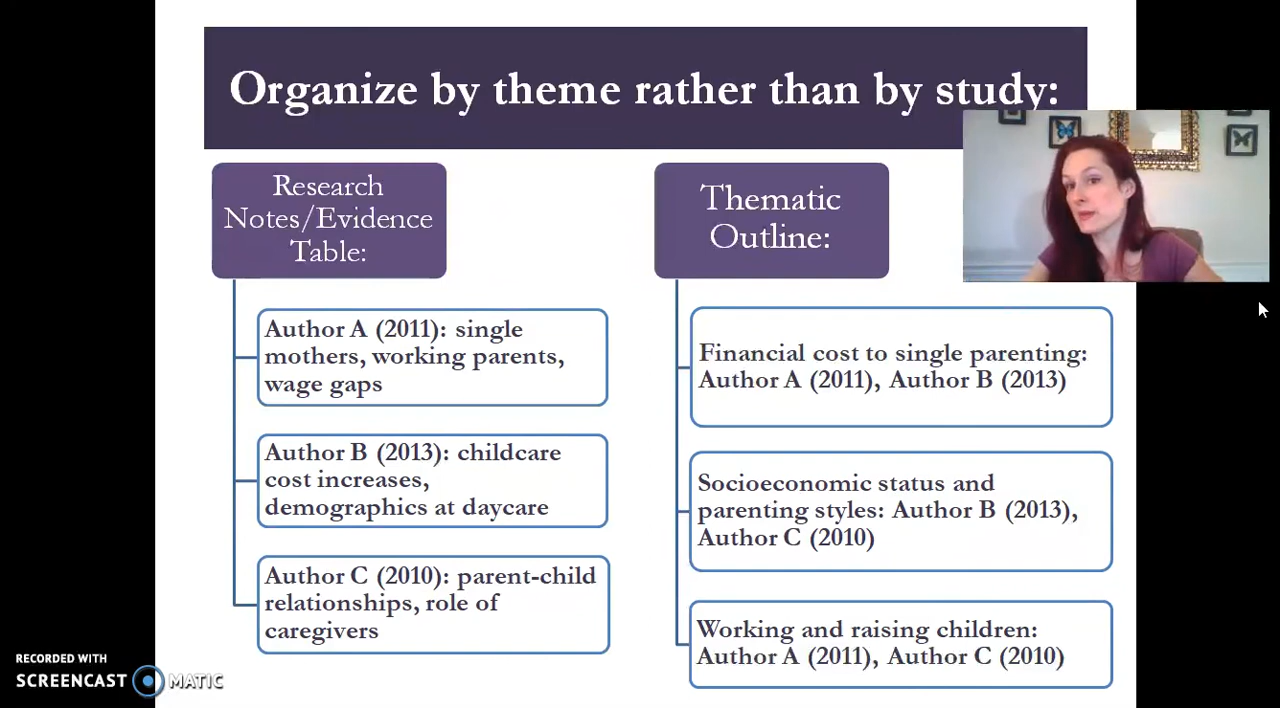 Organize by theme rather than by study:
Research
Notes/Evidence
Table:
Author A (2011): single
mothers, working parents,
wage gaps
Author B (2013): childcare
cost increases,
demographics at daycare
Author C (2010): parent-child
relationships, role of
caregivers
Thematic
Outline:
Financial cost to single parenting:
Author A (2011), Author B (2013)
Socioeconomic status and
parenting styles: Author B (2013),
Author C (2010)
Working and raising children:
Author A (2011), Author C (2010)
RECORDED WITH
SCREENCAST MATIC